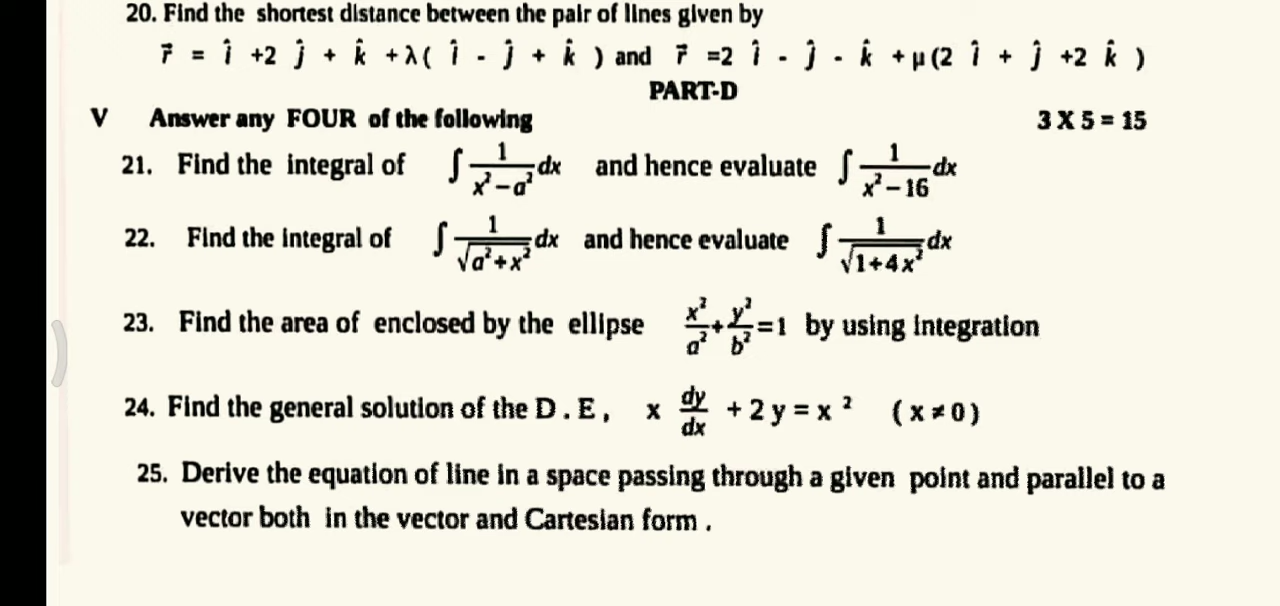 20. Find the shortest distance between the pair of lines given by
r⃗ = î +2 ĵ + k̂ +λ( î - ĵ + k̂ ) and r⃗ =2 î - ĵ - k̂ +μ(2 î + ĵ +2 k̂ )
PART-D
V Answer any FOUR of the following 3 X 5 = 15
21. Find the integral of ∫ 1/(x²-a²) dx and hence evaluate ∫ 1/(x²-16) dx
22. Find the integral of ∫ 1/√(a²+x²) dx and hence evaluate ∫ 1/√(1+4x²) dx
23. Find the area of enclosed by the ellipse x²/a²+y²/b²=1 by using integration
24. Find the general solution of the D . E , x dy/dx + 2 y = x ² ( x ≠ 0 )
25. Derive the equation of line in a space passing through a given point and parallel to a
vector both in the vector and Cartesian form .